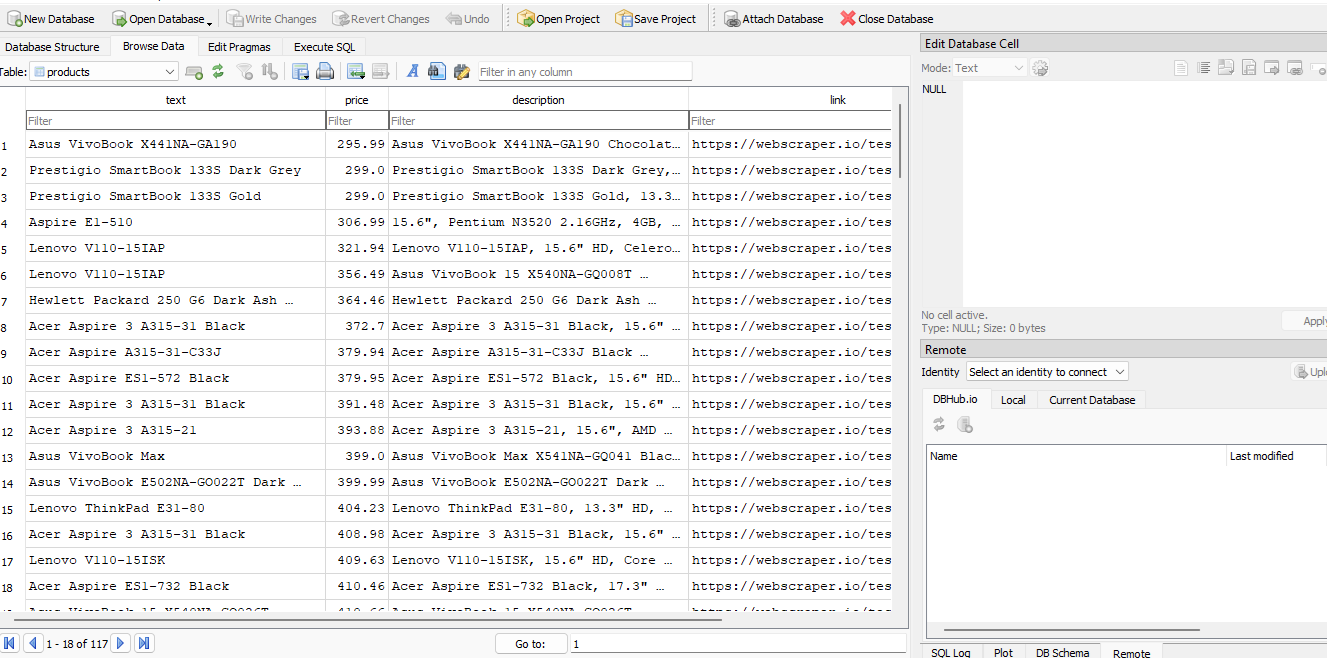 New Database Open Database Write Changes Revert Changes Undo Open Project Save Project Attach Database Close Database
Database Structure Browse Data Edit Pragmas Execute SQL
Table: products Filter in any column
text price description link
Filter Filter Filter Filter
1 Asus VivoBook X441NA-GA190 295.99 Asus VivoBook X441NA-GA190 Chocolat… https://webscraper.io/tes
2 Prestigio SmartBook 133S Dark Grey 299.0 Prestigio SmartBook 133S Dark Grey,… https://webscraper.io/tes
3 Prestigio SmartBook 133S Gold 299.0 Prestigio SmartBook 133S Gold, 13.3… https://webscraper.io/tes
4 Aspire E1-510 306.99 15.6", Pentium N3520 2.16GHz, 4GB, … https://webscraper.io/tes
5 Lenovo V110-15IAP 321.94 Lenovo V110-15IAP, 15.6" HD, Celero… https://webscraper.io/tes
6 Lenovo V110-15IAP 356.49 Asus VivoBook 15 X540NA-GQ008T … https://webscraper.io/tes
7 Hewlett Packard 250 G6 Dark Ash … 364.46 Hewlett Packard 250 G6 Dark Ash … https://webscraper.io/tes
8 Acer Aspire 3 A315-31 Black 372.7 Acer Aspire 3 A315-31 Black, 15.6" … https://webscraper.io/tes
9 Acer Aspire A315-31-C33J 379.94 Acer Aspire A315-31-C33J Black … https://webscraper.io/tes
10 Acer Aspire ES1-572 Black 379.95 Acer Aspire ES1-572 Black, 15.6" HD… https://webscraper.io/tes
11 Acer Aspire 3 A315-31 Black 391.48 Acer Aspire 3 A315-31 Black, 15.6" … https://webscraper.io/tes
12 Acer Aspire 3 A315-21 393.88 Acer Aspire 3 A315-21, 15.6", AMD … https://webscraper.io/tes
13 Asus VivoBook Max 399.0 Asus VivoBook Max X541NA-GQ041 Blac… https://webscraper.io/tes
14 Asus VivoBook E502NA-GO022T Dark … 399.99 Asus VivoBook E502NA-GO022T Dark … https://webscraper.io/tes
15 Lenovo ThinkPad E31-80 404.23 Lenovo ThinkPad E31-80, 13.3" HD, … https://webscraper.io/tes
16 Acer Aspire 3 A315-31 Black 408.98 Acer Aspire 3 A315-31 Black, 15.6" … https://webscraper.io/tes
17 Lenovo V110-15ISK 409.63 Lenovo V110-15ISK, 15.6" HD, Core … https://webscraper.io/tes
18 Acer Aspire ES1-732 Black 410.46 Acer Aspire ES1-732 Black, 17.3" … https://webscraper.io/tes
1 - 18 of 117 Go to: 1
Edit Database Cell
Mode: Text
NULL
No cell active.
Type: NULL; Size: 0 bytes
Apply
Remote
Identity Select an identity to connect Uplo
DBHub.io Local Current Database
Name Last modified
SQL Log Plot DB Schema Remote